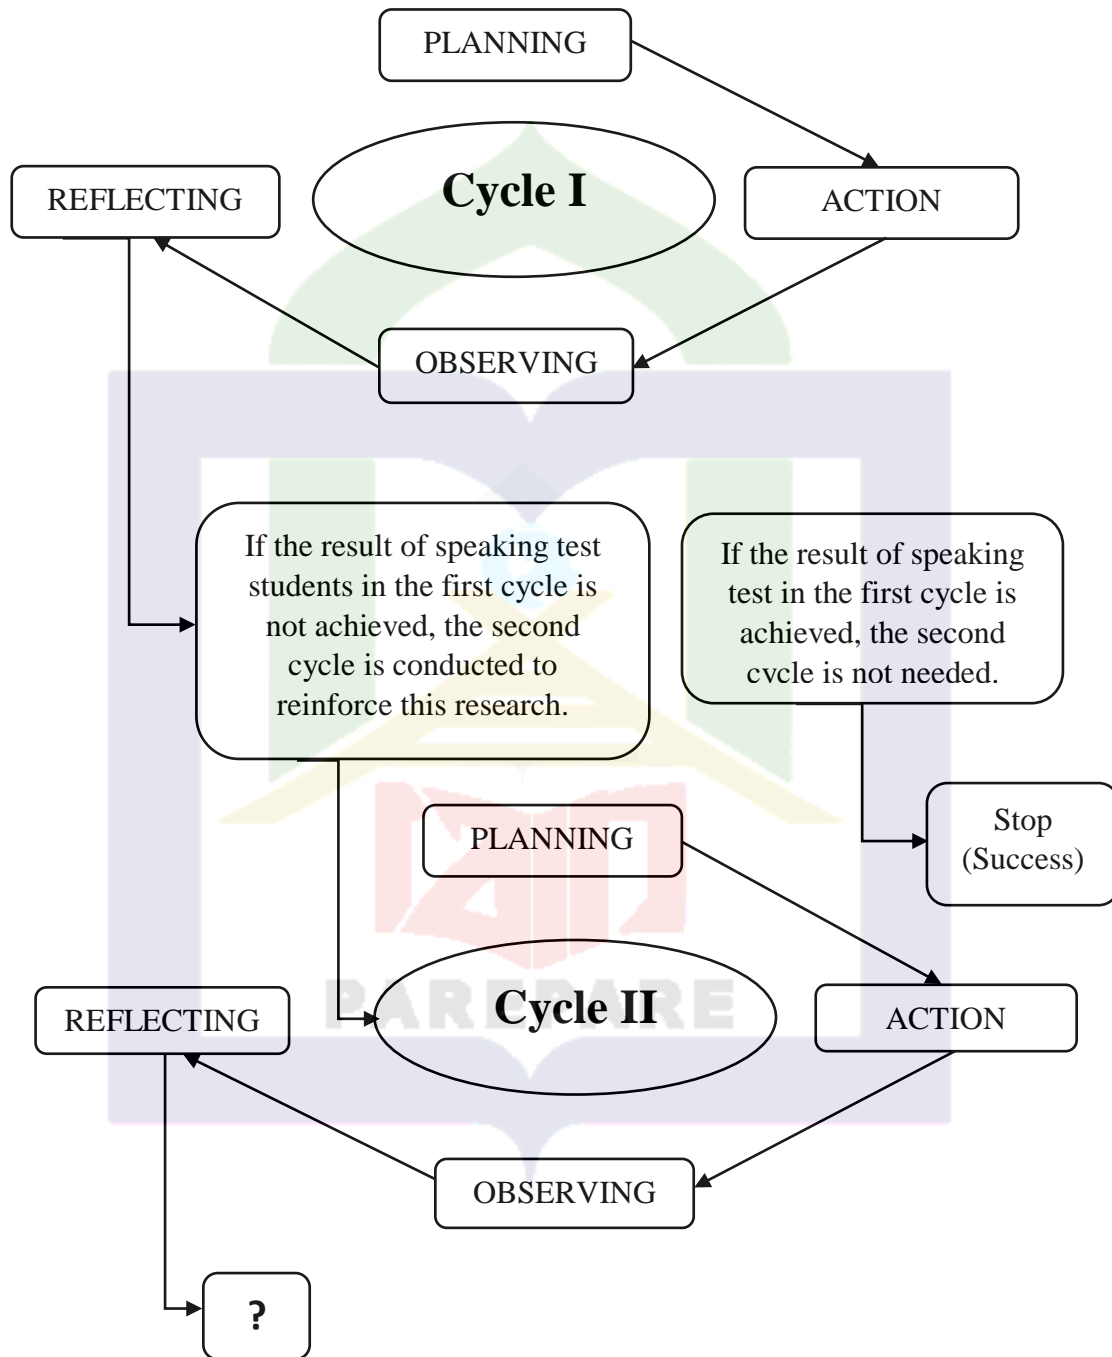 PLANNING
Cycle I
REFLECTING
ACTION
OBSERVING
If the result of speaking test
students in the first cycle is
not achieved, the second
cycle is conducted to
reinforce this research.
If the result of speaking
test in the first cycle is
achieved, the second
cycle is not needed.
Stop
(Success)
PLANNING
Cycle II
REFLECTING
ACTION
PAREPARE
OBSERVING
?